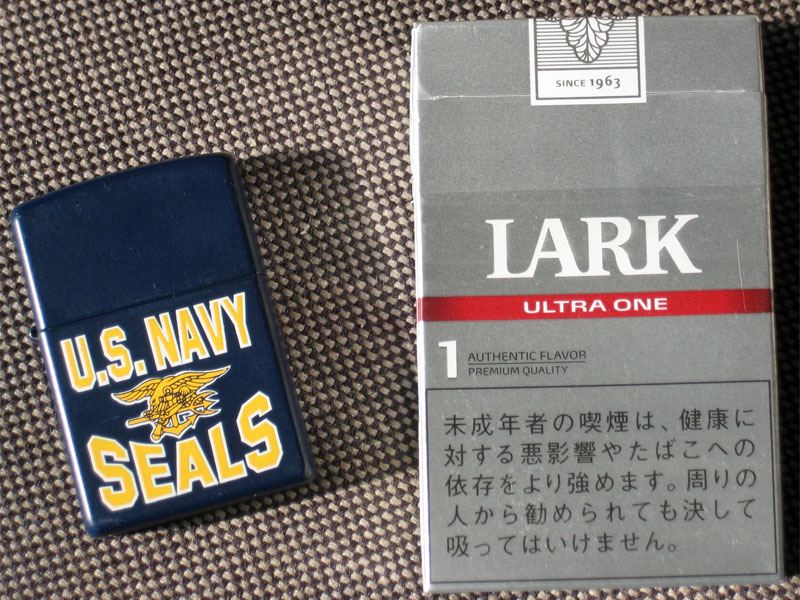 U.S. NAVY
SEALS
SINCE 1963
LARK
ULTRA ONE
1 AUTHENTIC FLAVOR
PREMIUM QUALITY
未成年者の喫煙は、健康に
対する悪影響やたばこへの
依存をより強めます。周りの
人から勧められても決して
吸ってはいけません。